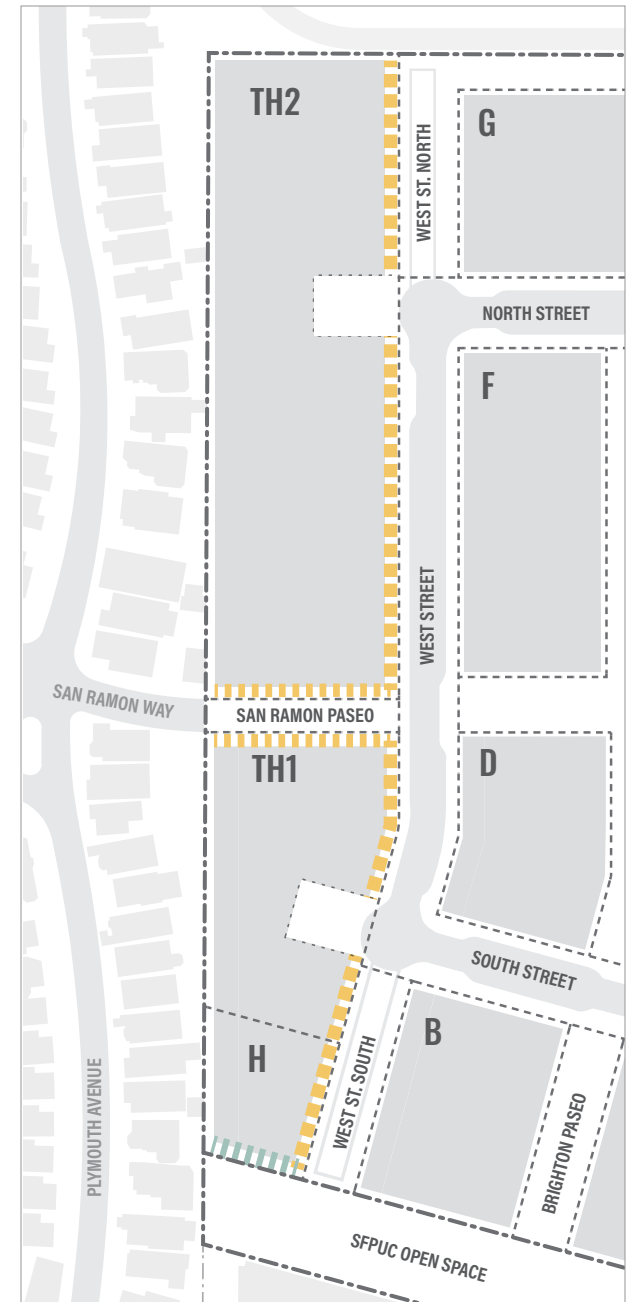 TH2
G
WEST ST. NORTH
NORTH STREET
F
WEST STREET
SAN RAMON WAY
SAN RAMON PASEO
TH1
D
SOUTH STREET
B
H
WEST ST. SOUTH
PLYMOUTH AVENUE
BRIGHTON PASEO
SFPUC OPEN SPACE